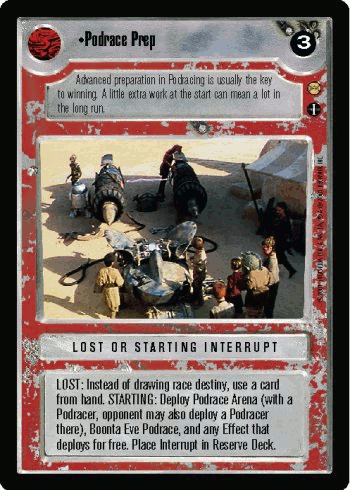 •Podrace Prep
3
Advanced preparation in Podracing is usually the key
to winning. A little extra work at the start can mean a lot in
the long run.
LOST OR STARTING INTERRUPT
LOST: Instead of drawing race destiny, use a card
from hand. STARTING: Deploy Podrace Arena (with a
Podracer, opponent may also deploy a Podracer
there), Boonta Eve Podrace, and any Effect that
deploys for free. Place Interrupt in Reserve Deck.